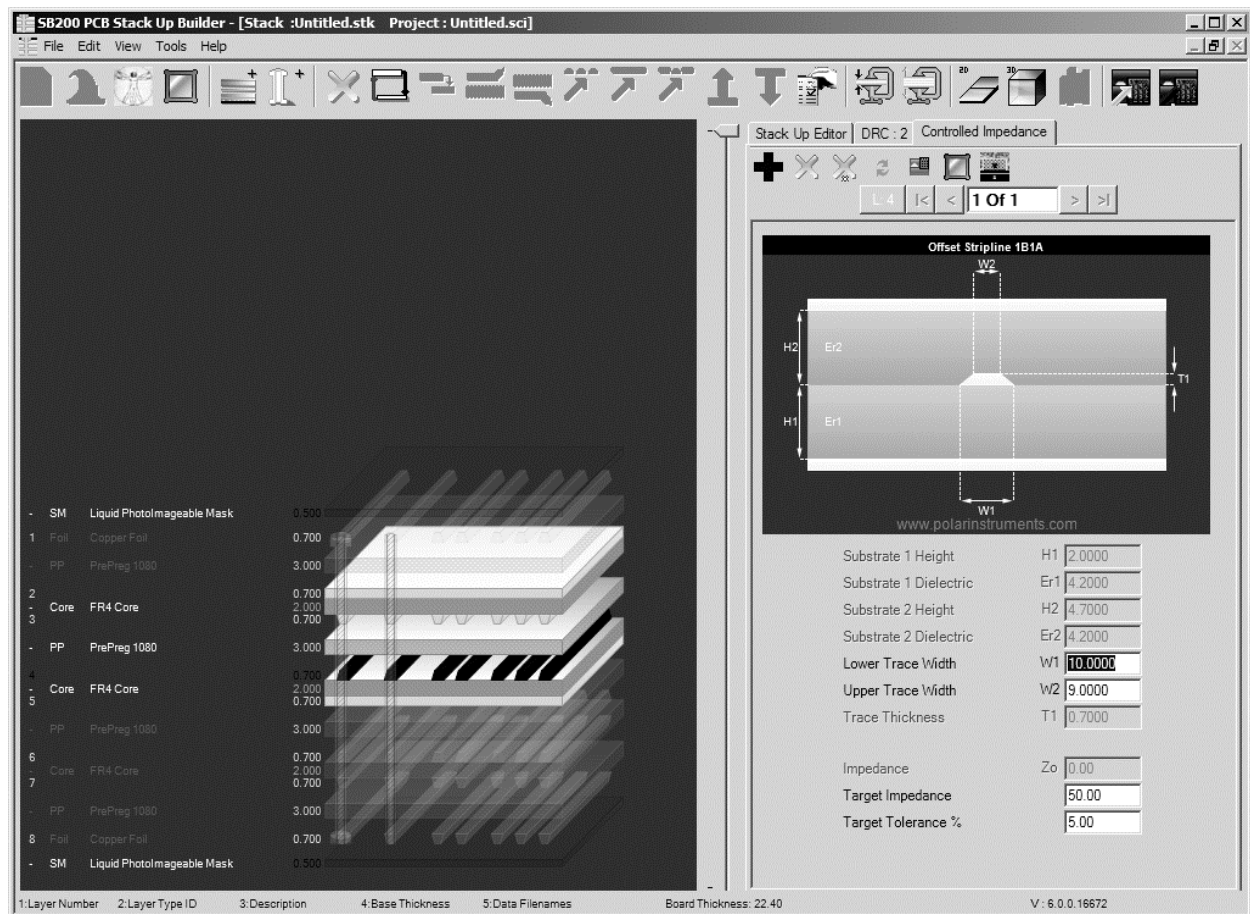 SB200 PCB Stack Up Builder - [Stack :Untitled.stk Project : Untitled.sci]
File Edit View Tools Help
2D 3D
Stack Up Editor DRC : 2 Controlled Impedance
L: 4 |< < 1 Of 1 > >|
Offset Stripline 1B1A
W2
H2 Er2
T1
H1 Er1
W1
www.polarinstruments.com
- SM Liquid PhotoImageable Mask 0.500
1 Foil Copper Foil 0.700
- PP PrePreg 1080 3.000
2 0.700
- Core FR4 Core 2.000
3 0.700
- PP PrePreg 1080 3.000
4 0.700
- Core FR4 Core 2.000
5 0.700
- PP PrePreg 1080 3.000
6 0.700
- Core FR4 Core 2.000
7 0.700
- PP PrePreg 1080 3.000
8 Foil Copper Foil 0.700
- SM Liquid PhotoImageable Mask 0.500
Substrate 1 Height H1 2.0000
Substrate 1 Dielectric Er1 4.2000
Substrate 2 Height H2 4.7000
Substrate 2 Dielectric Er2 4.2000
Lower Trace Width W1 10.0000
Upper Trace Width W2 9.0000
Trace Thickness T1 0.7000
Impedance Zo 0.00
Target Impedance 50.00
Target Tolerance % 5.00
1:Layer Number 2:Layer Type ID 3:Description 4:Base Thickness 5:Data Filenames Board Thickness: 22.40 V : 6.0.0.16672